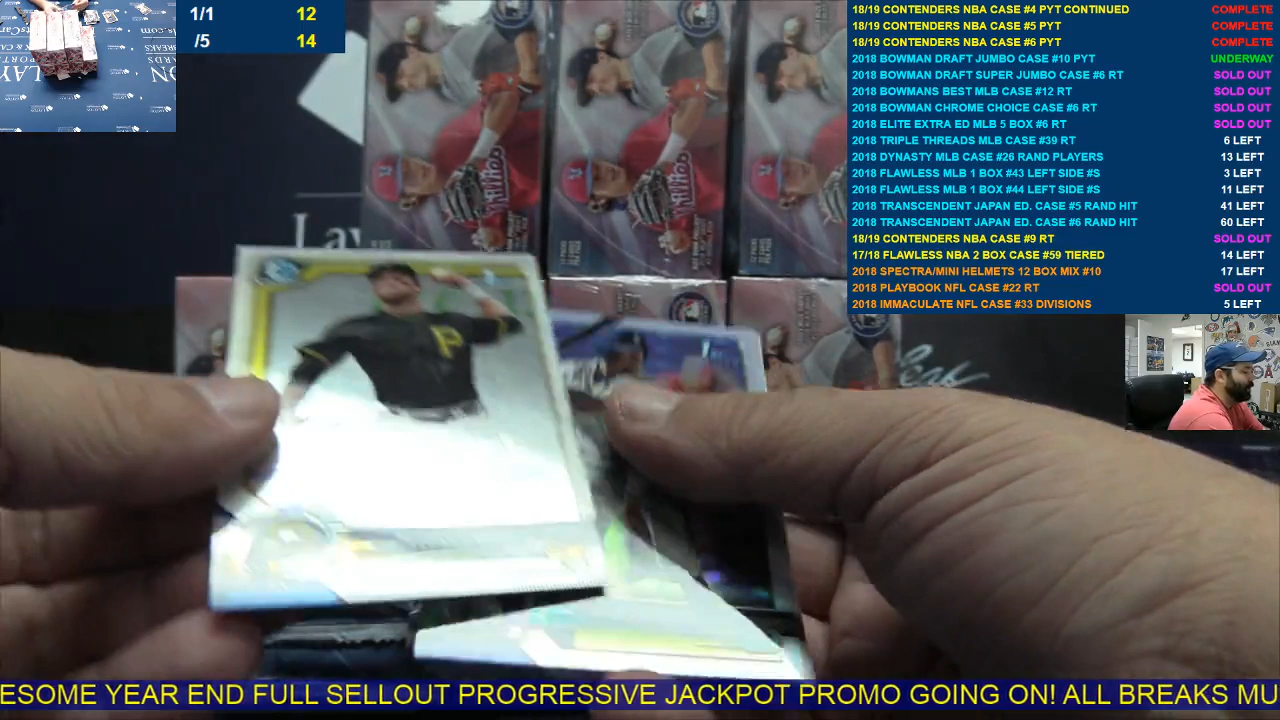 1/1 12
/5 14
18/19 CONTENDERS NBA CASE #4 PYT CONTINUED COMPLETE
18/19 CONTENDERS NBA CASE #5 PYT COMPLETE
18/19 CONTENDERS NBA CASE #6 PYT COMPLETE
2018 BOWMAN DRAFT JUMBO CASE #10 PYT UNDERWAY
2018 BOWMAN DRAFT SUPER JUMBO CASE #6 RT SOLD OUT
2018 BOWMANS BEST MLB CASE #12 RT SOLD OUT
2018 BOWMAN CHROME CHOICE CASE #6 RT SOLD OUT
2018 ELITE EXTRA ED MLB 5 BOX #6 RT SOLD OUT
2018 TRIPLE THREADS MLB CASE #39 RT 6 LEFT
2018 DYNASTY MLB CASE #26 RAND PLAYERS 13 LEFT
2018 FLAWLESS MLB 1 BOX #43 LEFT SIDE #S 3 LEFT
2018 FLAWLESS MLB 1 BOX #44 LEFT SIDE #S 11 LEFT
2018 TRANSCENDENT JAPAN ED. CASE #5 RAND HIT 41 LEFT
2018 TRANSCENDENT JAPAN ED. CASE #6 RAND HIT 60 LEFT
18/19 CONTENDERS NBA CASE #9 RT SOLD OUT
17/18 FLAWLESS NBA 2 BOX CASE #59 TIERED 14 LEFT
2018 SPECTRA/MINI HELMETS 12 BOX MIX #10 17 LEFT
2018 PLAYBOOK NFL CASE #22 RT SOLD OUT
2018 IMMACULATE NFL CASE #33 DIVISIONS 5 LEFT
P
ESOME YEAR END FULL SELLOUT PROGRESSIVE JACKPOT PROMO GOING ON! ALL BREAKS MU